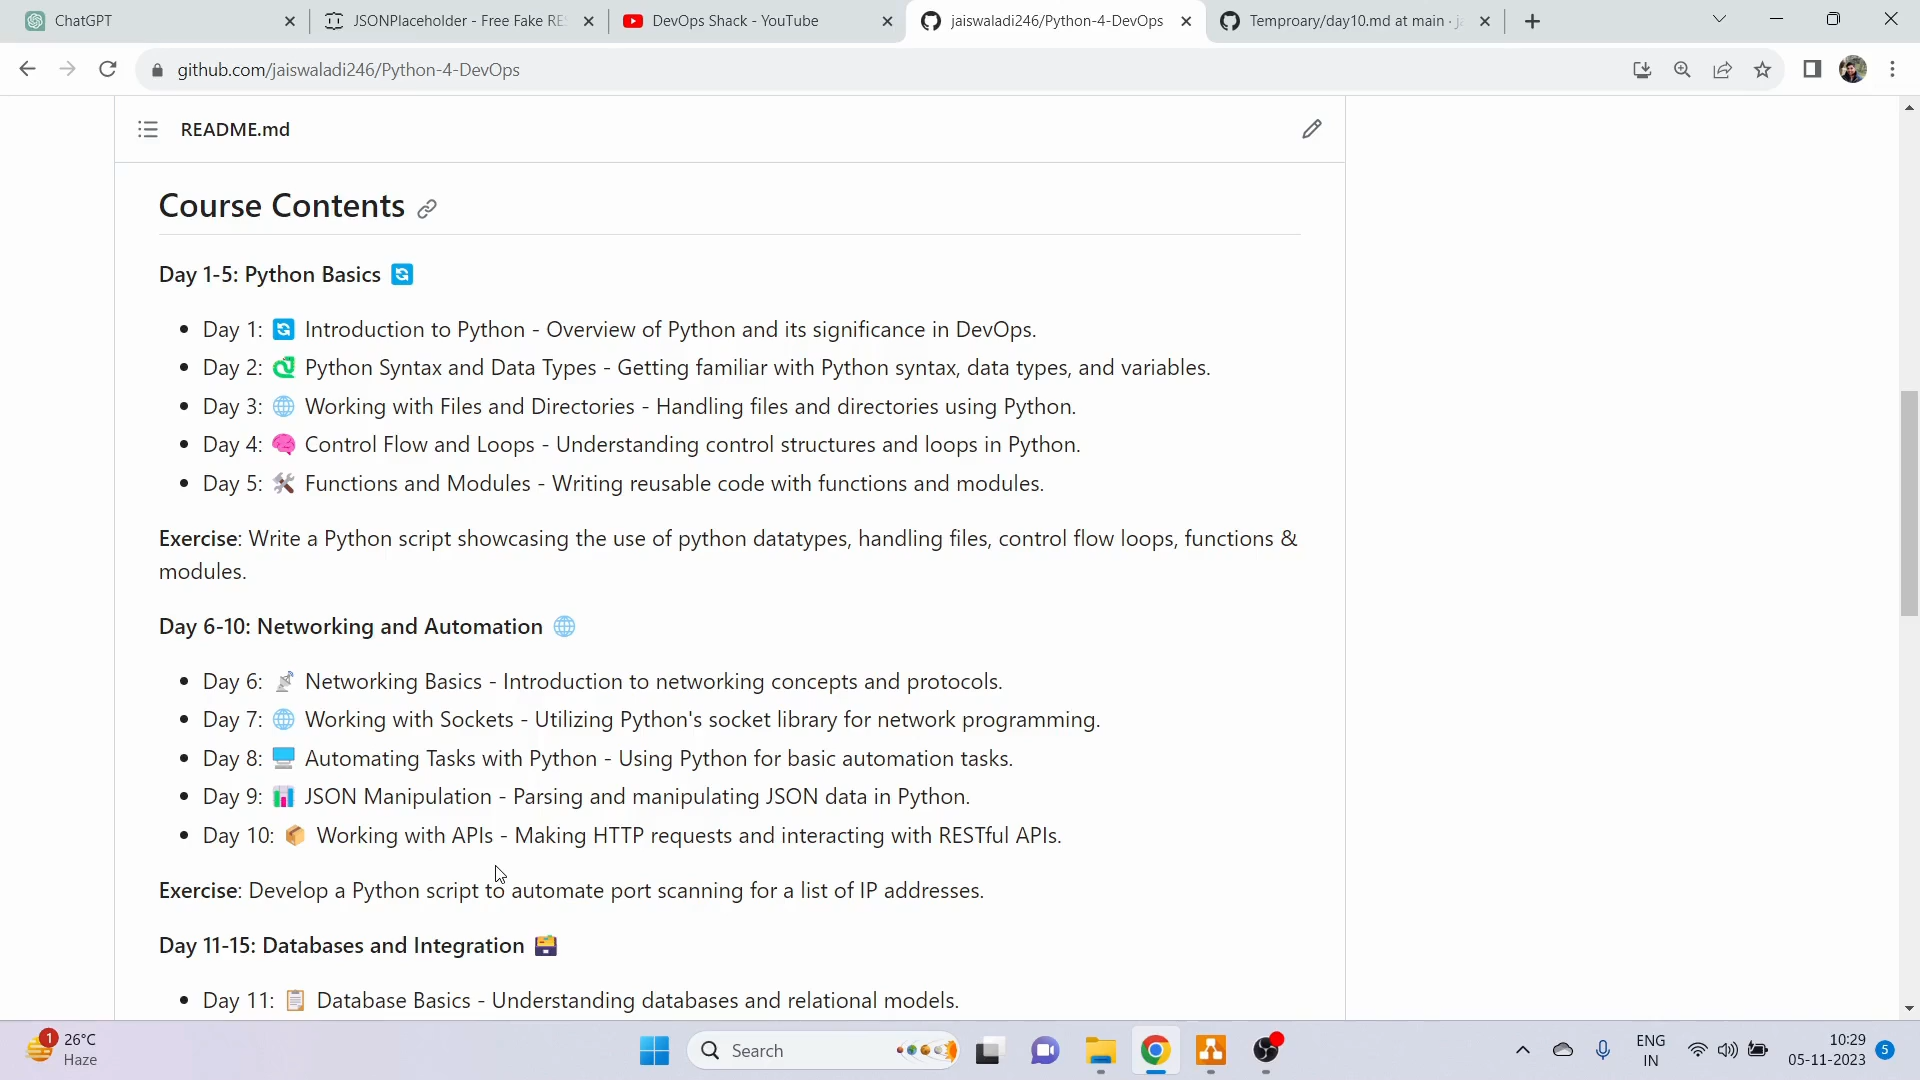 ChatGPT
JSONPlaceholder - Free Fake RE
DevOps Shack - YouTube
jaiswaladi246/Python-4-DevOps
Temproary/day10.md at main · ja
github.com/jaiswaladi246/Python-4-DevOps
README.md
Course Contents
Day 1-5: Python Basics
Day 1: Introduction to Python - Overview of Python and its significance in DevOps.
Day 2: Python Syntax and Data Types - Getting familiar with Python syntax, data types, and variables.
Day 3: Working with Files and Directories - Handling files and directories using Python.
Day 4: Control Flow and Loops - Understanding control structures and loops in Python.
Day 5: Functions and Modules - Writing reusable code with functions and modules.
Exercise: Write a Python script showcasing the use of python datatypes, handling files, control flow loops, functions &
modules.
Day 6-10: Networking and Automation
Day 6: Networking Basics - Introduction to networking concepts and protocols.
Day 7: Working with Sockets - Utilizing Python's socket library for network programming.
Day 8: Automating Tasks with Python - Using Python for basic automation tasks.
Day 9: JSON Manipulation - Parsing and manipulating JSON data in Python.
Day 10: Working with APIs - Making HTTP requests and interacting with RESTful APIs.
Exercise: Develop a Python script to automate port scanning for a list of IP addresses.
Day 11-15: Databases and Integration
Day 11: Database Basics - Understanding databases and relational models.
1
26°C
Haze
Search
ENG
IN
10:29
05-11-2023
5